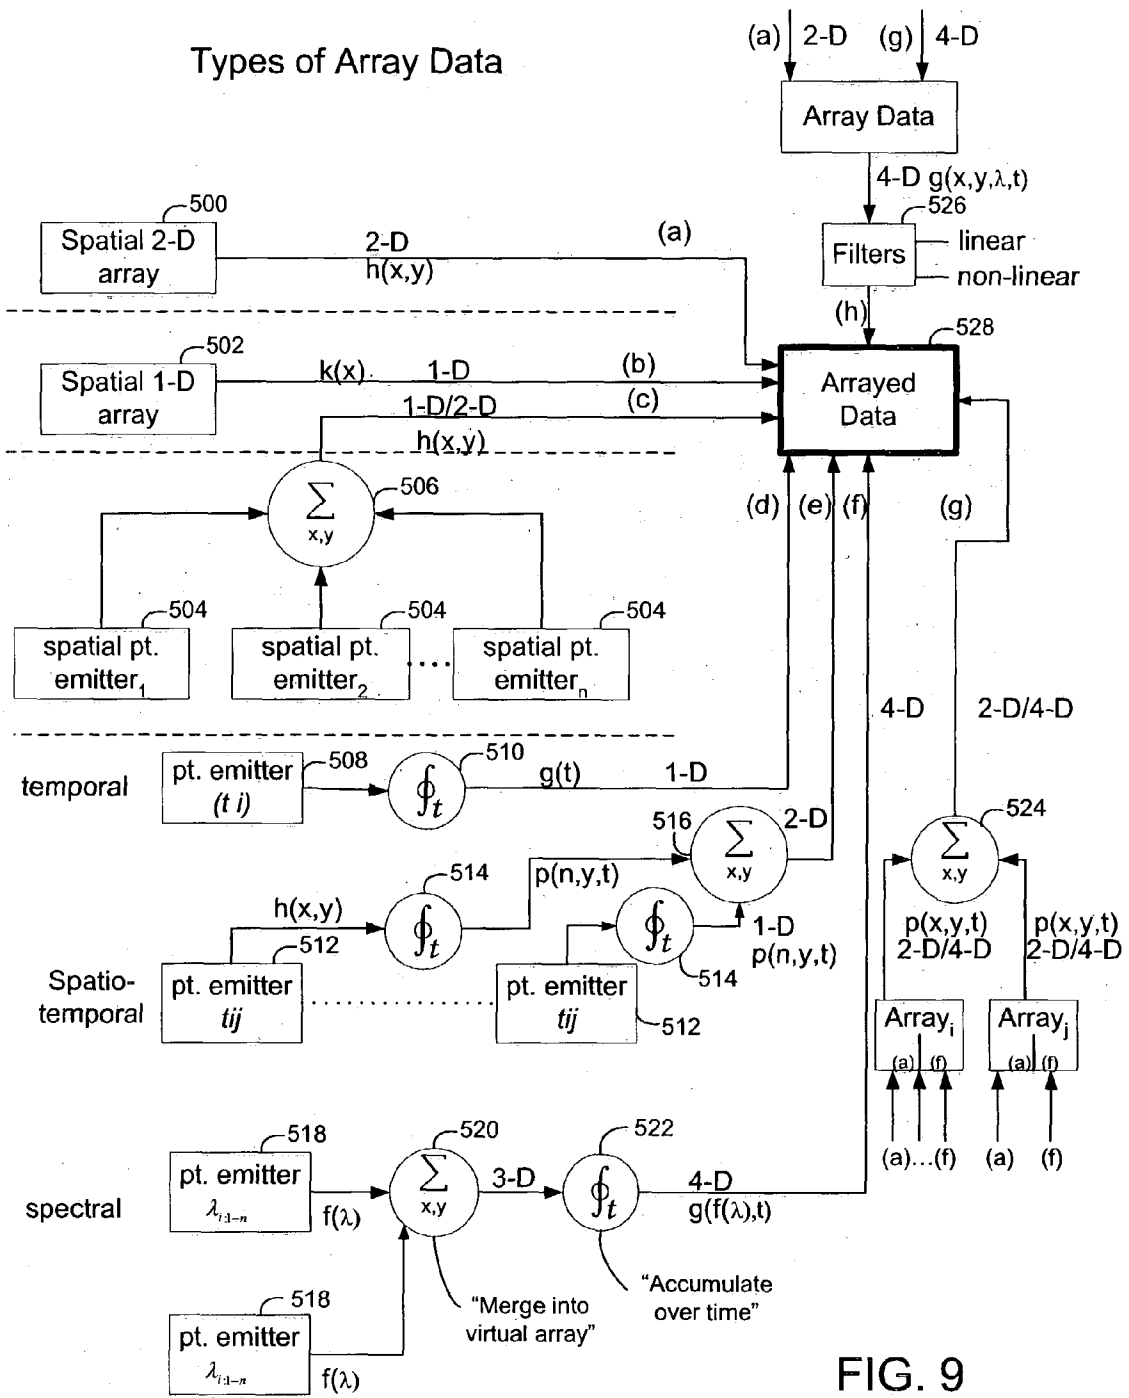 Types of Array Data
(a) 2-D (g) 4-D
Array Data
4-D g(x,y,λ,t)
526
Filters
linear
non-linear
(h)
528
Arrayed
Data
500
Spatial 2-D
array
2-D
h(x,y)
(a)
502
Spatial 1-D
array
k(x) 1-D (b)
1-D/2-D (c)
h(x,y)
∑
x,y
506
(d) (e) (f) (g)
504
spatial pt.
emitter1
504
spatial pt.
emitter2
....
504
spatial pt.
emittern
4-D 2-D/4-D
temporal
pt. emitter
(t i)
508
∮t
510
g(t) 1-D
516
∑
x,y
2-D
524
∑
x,y
514
h(x,y)
∮t
p(n,y,t)
∮t
514
1-D
p(n,y,t)
p(x,y,t)
2-D/4-D
p(x,y,t)
2-D/4-D
Spatio-
temporal
512
pt. emitter
tij
..................
pt. emitter
tij
512
Arrayi
(a) (f)
Arrayj
(a) (f)
(a)...(f) (a) (f)
spectral
518
pt. emitter
λi:1–n
f(λ)
520
∑
x,y
3-D
522
∮t
4-D
g(f(λ),t)
518
pt. emitter
λi:1–n
f(λ)
“Merge into
virtual array”
“Accumulate
over time”
FIG. 9